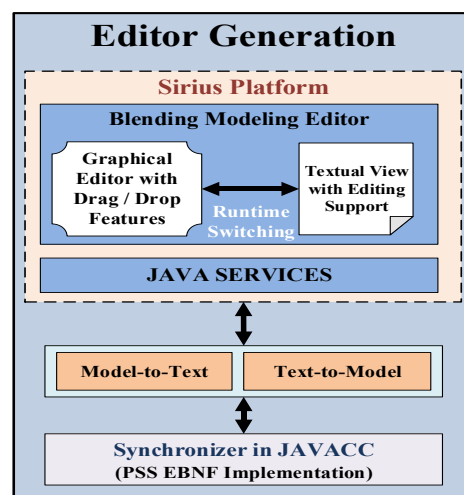 Editor Generation
Sirius Platform
Blending Modeling Editor
Graphical
Editor with
Drag / Drop
Features
Runtime
Switching
Textual View
with Editing
Support
JAVA SERVICES
Model-to-Text
Text-to-Model
Synchronizer in JAVACC
(PSS EBNF Implementation)